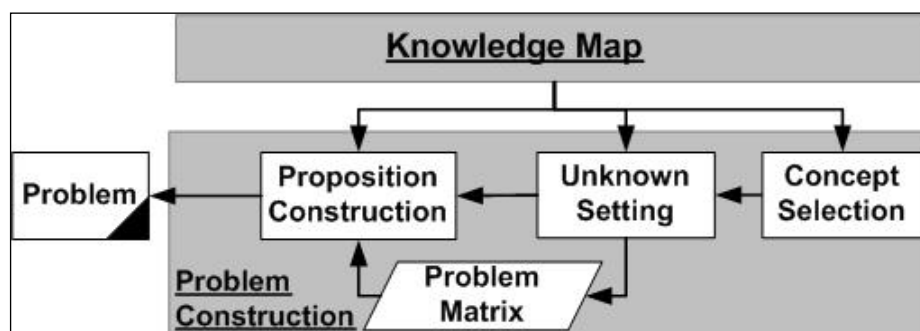 Knowledge Map
Problem
Proposition
Construction
Unknown
Setting
Concept
Selection
Problem
Construction
Problem
Matrix